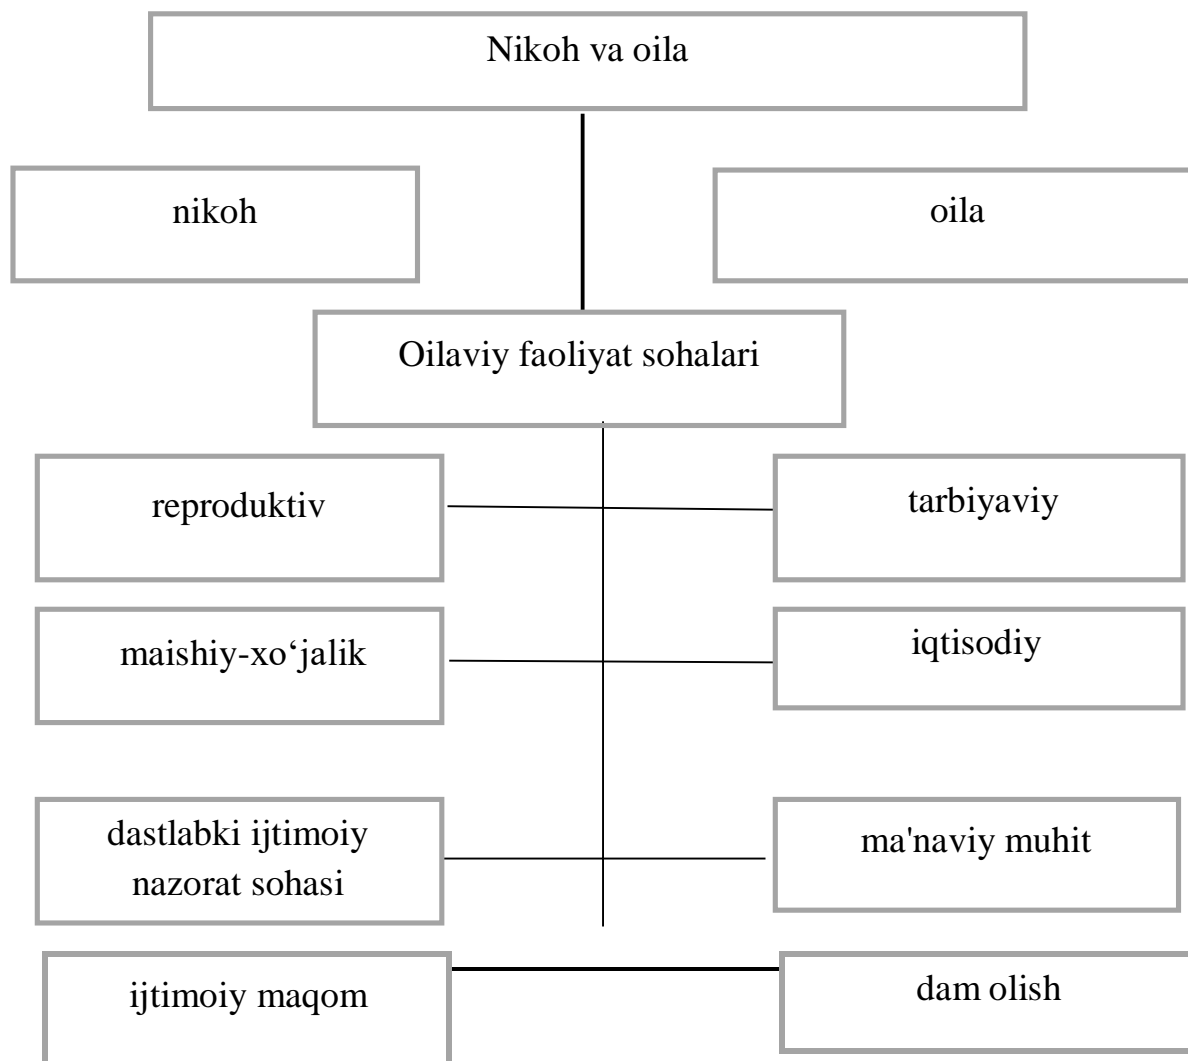 Nikoh va oila
nikoh
oila
Oilaviy faoliyat sohalari
reproduktiv
tarbiyaviy
maishiy-xo‘jalik
iqtisodiy
dastlabki ijtimoiy
nazorat sohasi
ma'naviy muhit
ijtimoiy maqom
dam olish